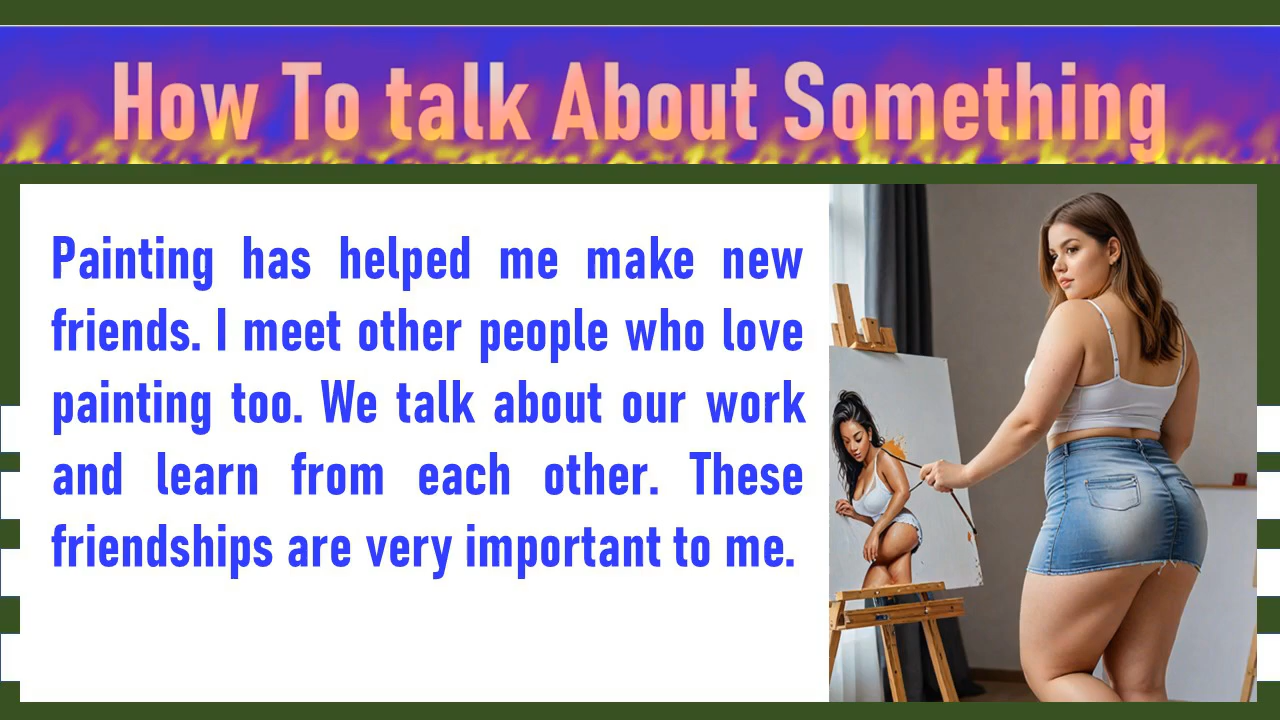 How To talk About Something
Painting has helped me make new
friends. I meet other people who love
painting too. We talk about our work
and learn from each other. These
friendships are very important to me.